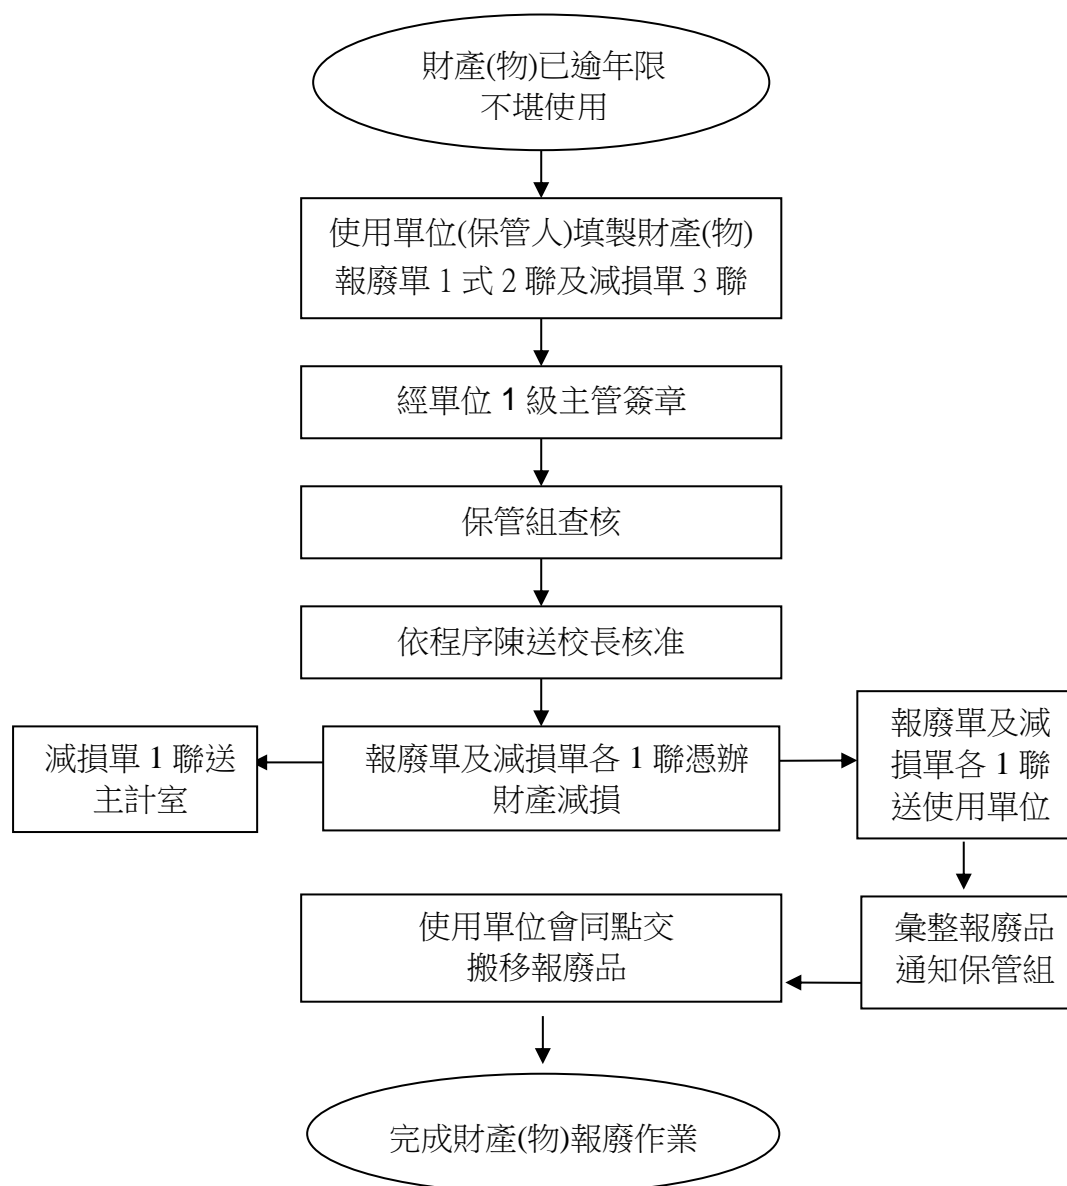 財產(物)已逾年限
不堪使用
使用單位(保管人)填製財產(物)
報廢單 1 式 2 聯及減損單 3 聯
經單位 1 級主管簽章
保管組查核
依程序陳送校長核准
減損單 1 聯送
主計室
報廢單及減損單各 1 聯憑辦
財產減損
報廢單及減
損單各 1 聯
送使用單位
彙整報廢品
通知保管組
使用單位會同點交
搬移報廢品
完成財產(物)報廢作業